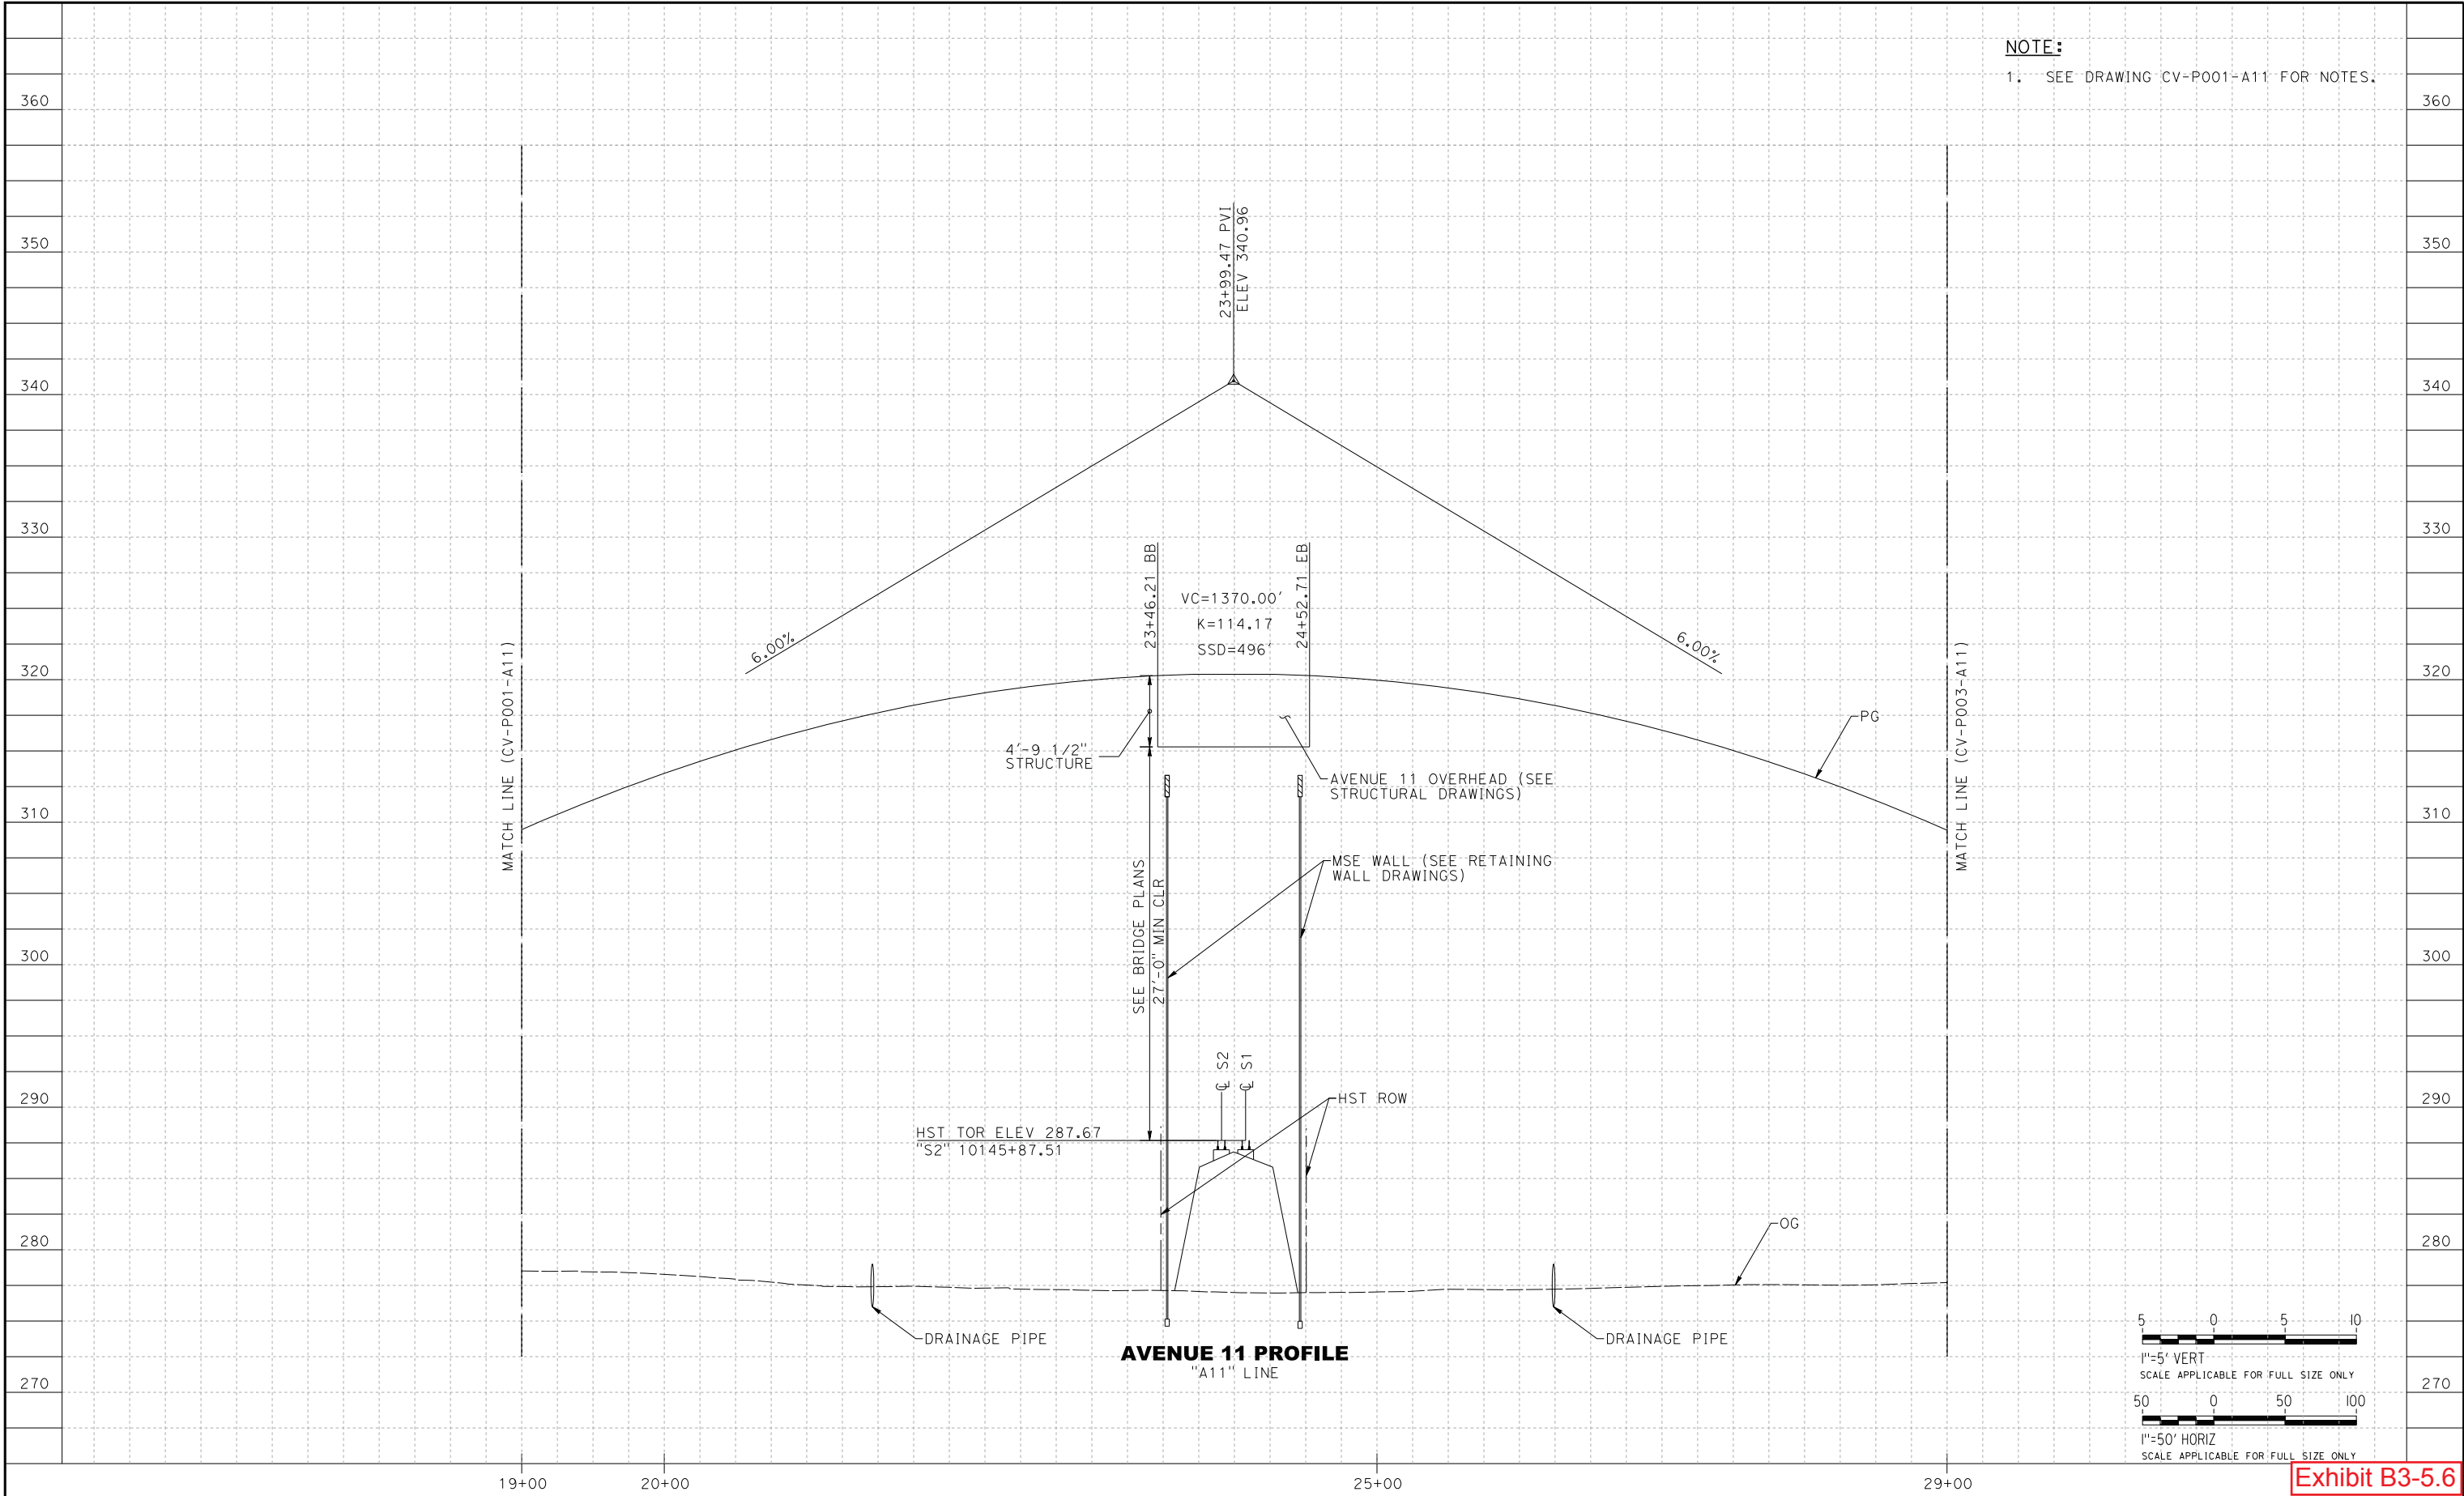 NOTE:
1. SEE DRAWING CV-P001-A11 FOR NOTES.
360
360
350
350
340
340
330
330
320
320
310
310
300
300
290
290
280
280
270
270
23+99.47 PVI
ELEV 340.96
6.00%
6.00%
23+46.21 BB
24+52.71 EB
VC=1370.00'
K=114.17
SSD=496'
MATCH LINE (CV-P001-A11)
MATCH LINE (CV-P003-A11)
PG
4'-9 1/2"
STRUCTURE
AVENUE 11 OVERHEAD (SEE
STRUCTURAL DRAWINGS)
MSE WALL (SEE RETAINING
WALL DRAWINGS)
SEE BRIDGE PLANS
27'-0" MIN CLR
℄ S2
℄ S1
HST ROW
HST TOR ELEV 287.67
"S2" 10145+87.51
OG
DRAINAGE PIPE
DRAINAGE PIPE
AVENUE 11 PROFILE
"A11" LINE
5 0 5 10
1"=5' VERT
SCALE APPLICABLE FOR FULL SIZE ONLY
50 0 50 100
1"=50' HORIZ
SCALE APPLICABLE FOR FULL SIZE ONLY
19+00
20+00
25+00
29+00
Exhibit B3-5.6